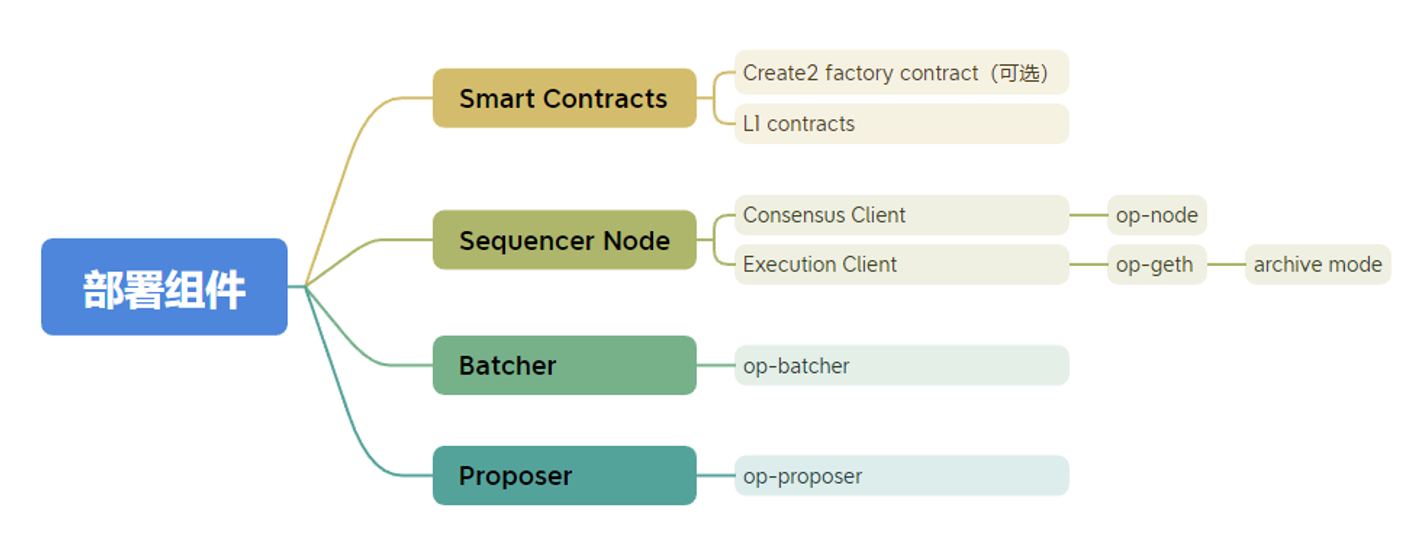 部署组件
Smart Contracts
Create2 factory contract（可选）
L1 contracts
Sequencer Node
Consensus Client
op-node
Execution Client
op-geth
archive mode
Batcher
op-batcher
Proposer
op-proposer